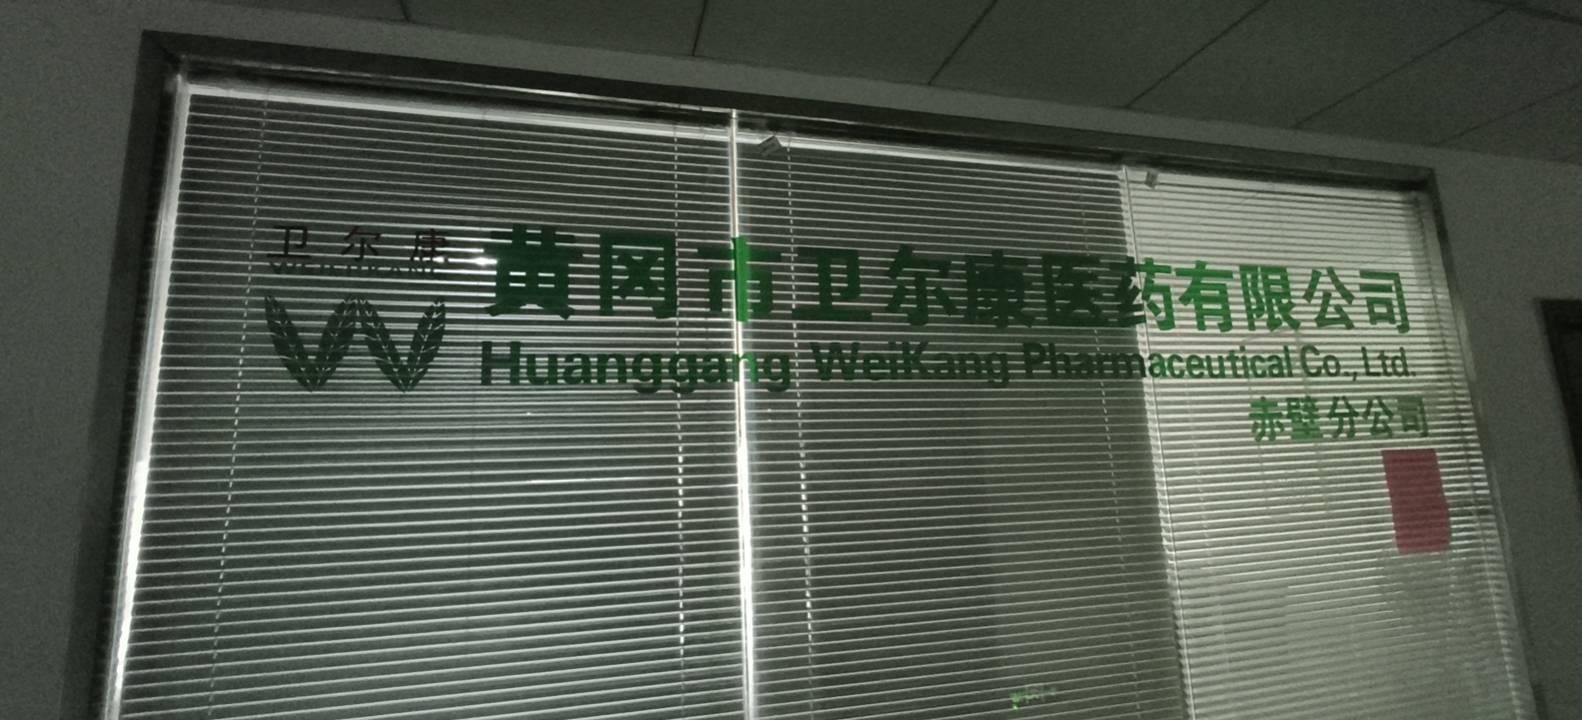 卫尔康
黄冈市卫尔康医药有限公司
Huanggang WeiKang Pharmaceutical Co., Ltd.
赤壁分公司